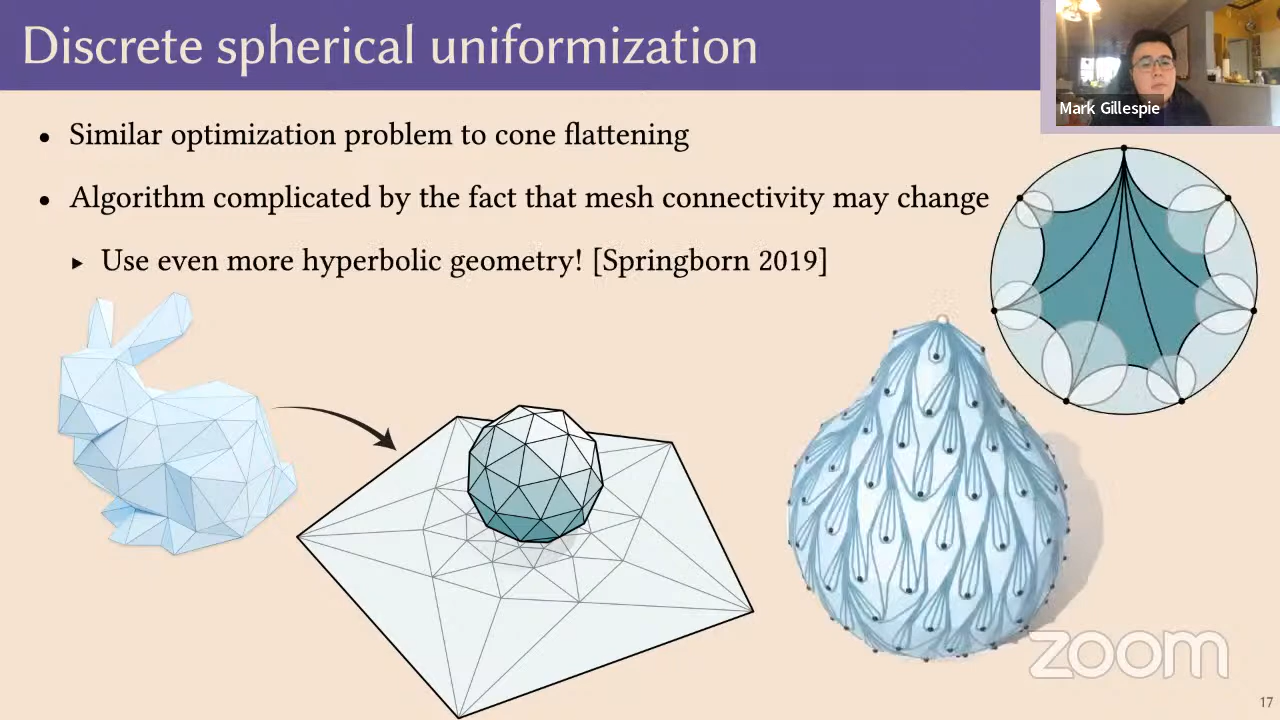 Discrete spherical uniformization
Mark Gillespie
• Similar optimization problem to cone flattening
• Algorithm complicated by the fact that mesh connectivity may change
▸ Use even more hyperbolic geometry! [Springborn 2019]
zoom
17